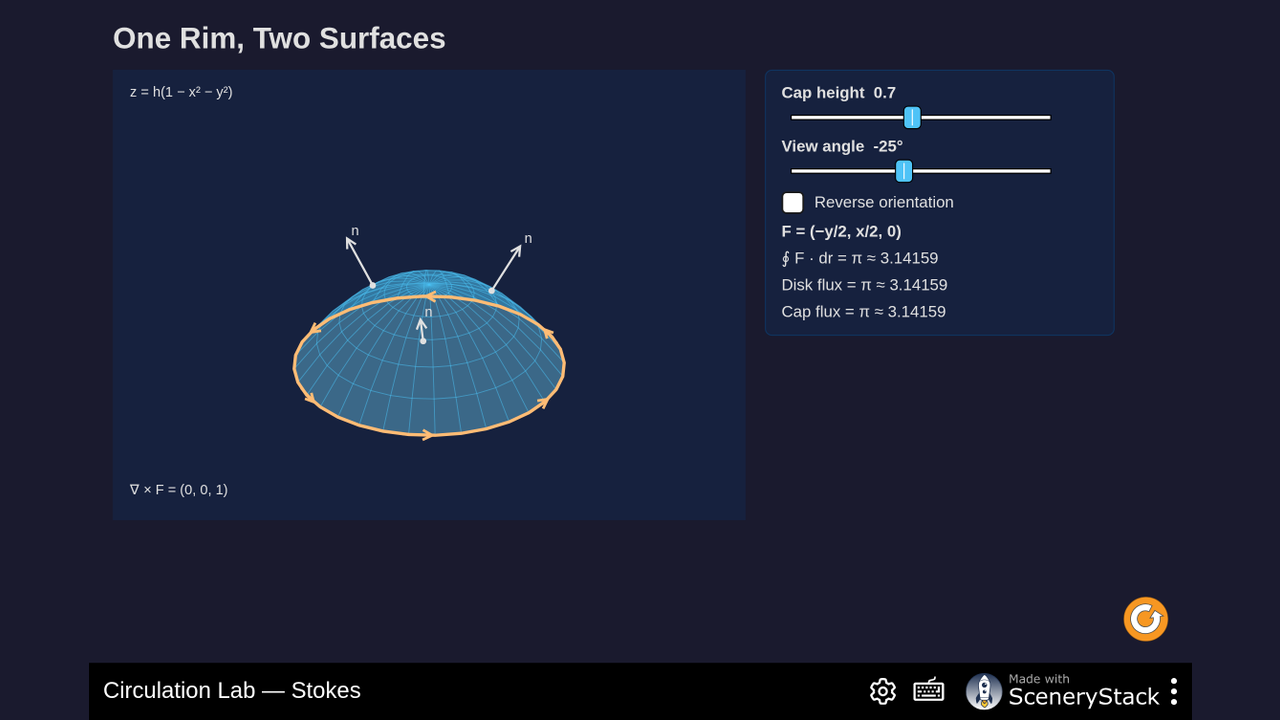 One Rim, Two Surfaces
z = h(1 − x² − y²)
n
n
n
∇ × F = (0, 0, 1)
Cap height 0.7
View angle -25°
Reverse orientation
F = (−y/2, x/2, 0)
∮ F · dr = π ≈ 3.14159
Disk flux = π ≈ 3.14159
Cap flux = π ≈ 3.14159
Circulation Lab — Stokes
Made with
SceneryStack